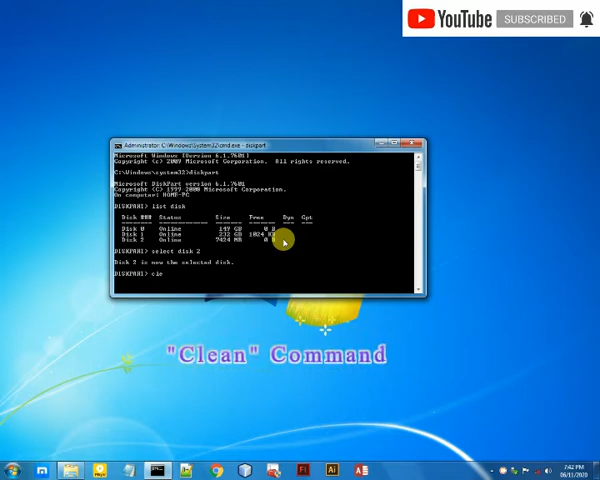 YouTube SUBSCRIBED
Administrator: C:\Windows\System32\cmd.exe - diskpart
Microsoft Windows [Version 6.1.7601]
Copyright (c) 2009 Microsoft Corporation. All rights reserved.
C:\Windows\system32>diskpart
Microsoft DiskPart version 6.1.7601
Copyright (C) 1999-2008 Microsoft Corporation.
On computer: HOME-PC
DISKPART> list disk
Disk ### Status Size Free Dyn Gpt
Disk 0 Online 149 GB 0 B
Disk 1 Online 232 GB 1024 KB
Disk 2 Online 7424 MB 0 B
DISKPART> select disk 2
Disk 2 is now the selected disk.
DISKPART> cle
"Clean" Command
7:42 PM
06/11/2020